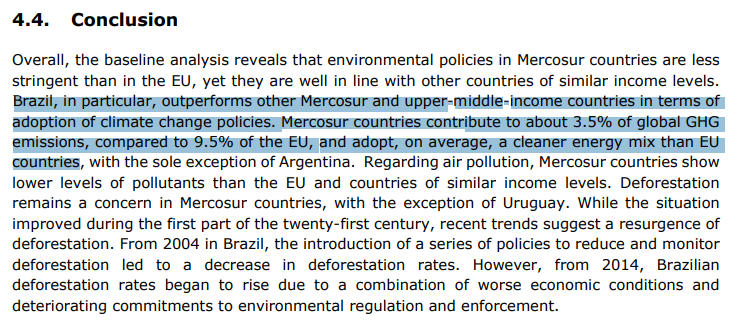 4.4. Conclusion
Overall, the baseline analysis reveals that environmental policies in Mercosur countries are less
stringent than in the EU, yet they are well in line with other countries of similar income levels.
Brazil, in particular, outperforms other Mercosur and upper-middle-income countries in terms of
adoption of climate change policies. Mercosur countries contribute to about 3.5% of global GHG
emissions, compared to 9.5% of the EU, and adopt, on average, a cleaner energy mix than EU
countries, with the sole exception of Argentina. Regarding air pollution, Mercosur countries show
lower levels of pollutants than the EU and countries of similar income levels. Deforestation
remains a concern in Mercosur countries, with the exception of Uruguay. While the situation
improved during the first part of the twenty-first century, recent trends suggest a resurgence of
deforestation. From 2004 in Brazil, the introduction of a series of policies to reduce and monitor
deforestation led to a decrease in deforestation rates. However, from 2014, Brazilian
deforestation rates began to rise due to a combination of worse economic conditions and
deteriorating commitments to environmental regulation and enforcement.